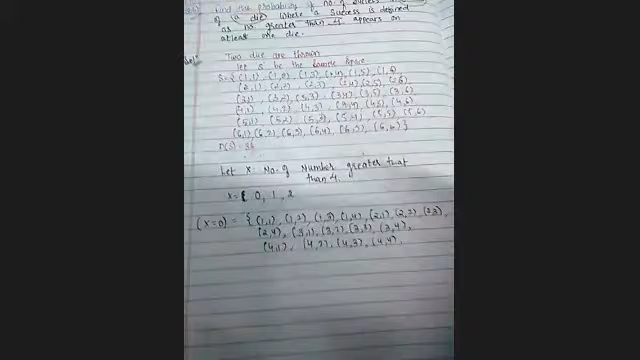 Find the probability of no. of success
of a die where a success is defined
as no. greater than 4 appears on
atleast one die.
Two die are thrown
let S be the sample space
S = { (1,1), (1,2), (1,3), (1,4), (1,5), (1,6)
(2,1), (2,2), (2,3) (2,4) (2,5), (2,6)
(3,1) (3,2), (3,3) (3,4), (3,5), (3,6)
(4,1), (4,2), (4,3), (4,4), (4,5), (4,6)
(5,1) (5,2) (5,3), (5,4), (5,5), (5,6)
(6,1), (6,2), (6,3), (6,4), (6,5), (6,6) }
n(S) = 36
Let X: No. of Number greater that
than 4.
X = { 0, 1, 2
(X=0) = { (1,1), (1,2), (1,3), (1,4), (2,1), (2,2), (2,3),
(2,4), (3,1), (3,2), (3,3), (3,4),
(4,1), (4,2), (4,3), (4,4),